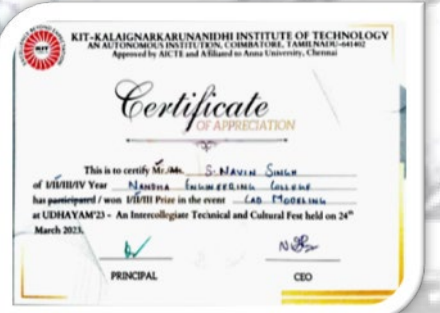 KIT-KALAIGNARKARUNANIDHI INSTITUTE OF TECHNOLOGY
AN AUTONOMOUS INSTITUTION, COIMBATORE, TAMILNADU-641402
Approved by AICTE and Affiliated to Anna University, Chennai
KIT
Certificate
OF APPRECIATION
This is to certify Mr./Ms. S. NAVIN SINGH
of I/II/III/IV Year NANDHA ENGINEERING COLLEGE
has participated / won I/II/III Prize in the event CAD MODELING
at UDHAYAM'23 - An Intercollegiate Technical and Cultural Fest held on 24th
March 2023.
PRINCIPAL CEO